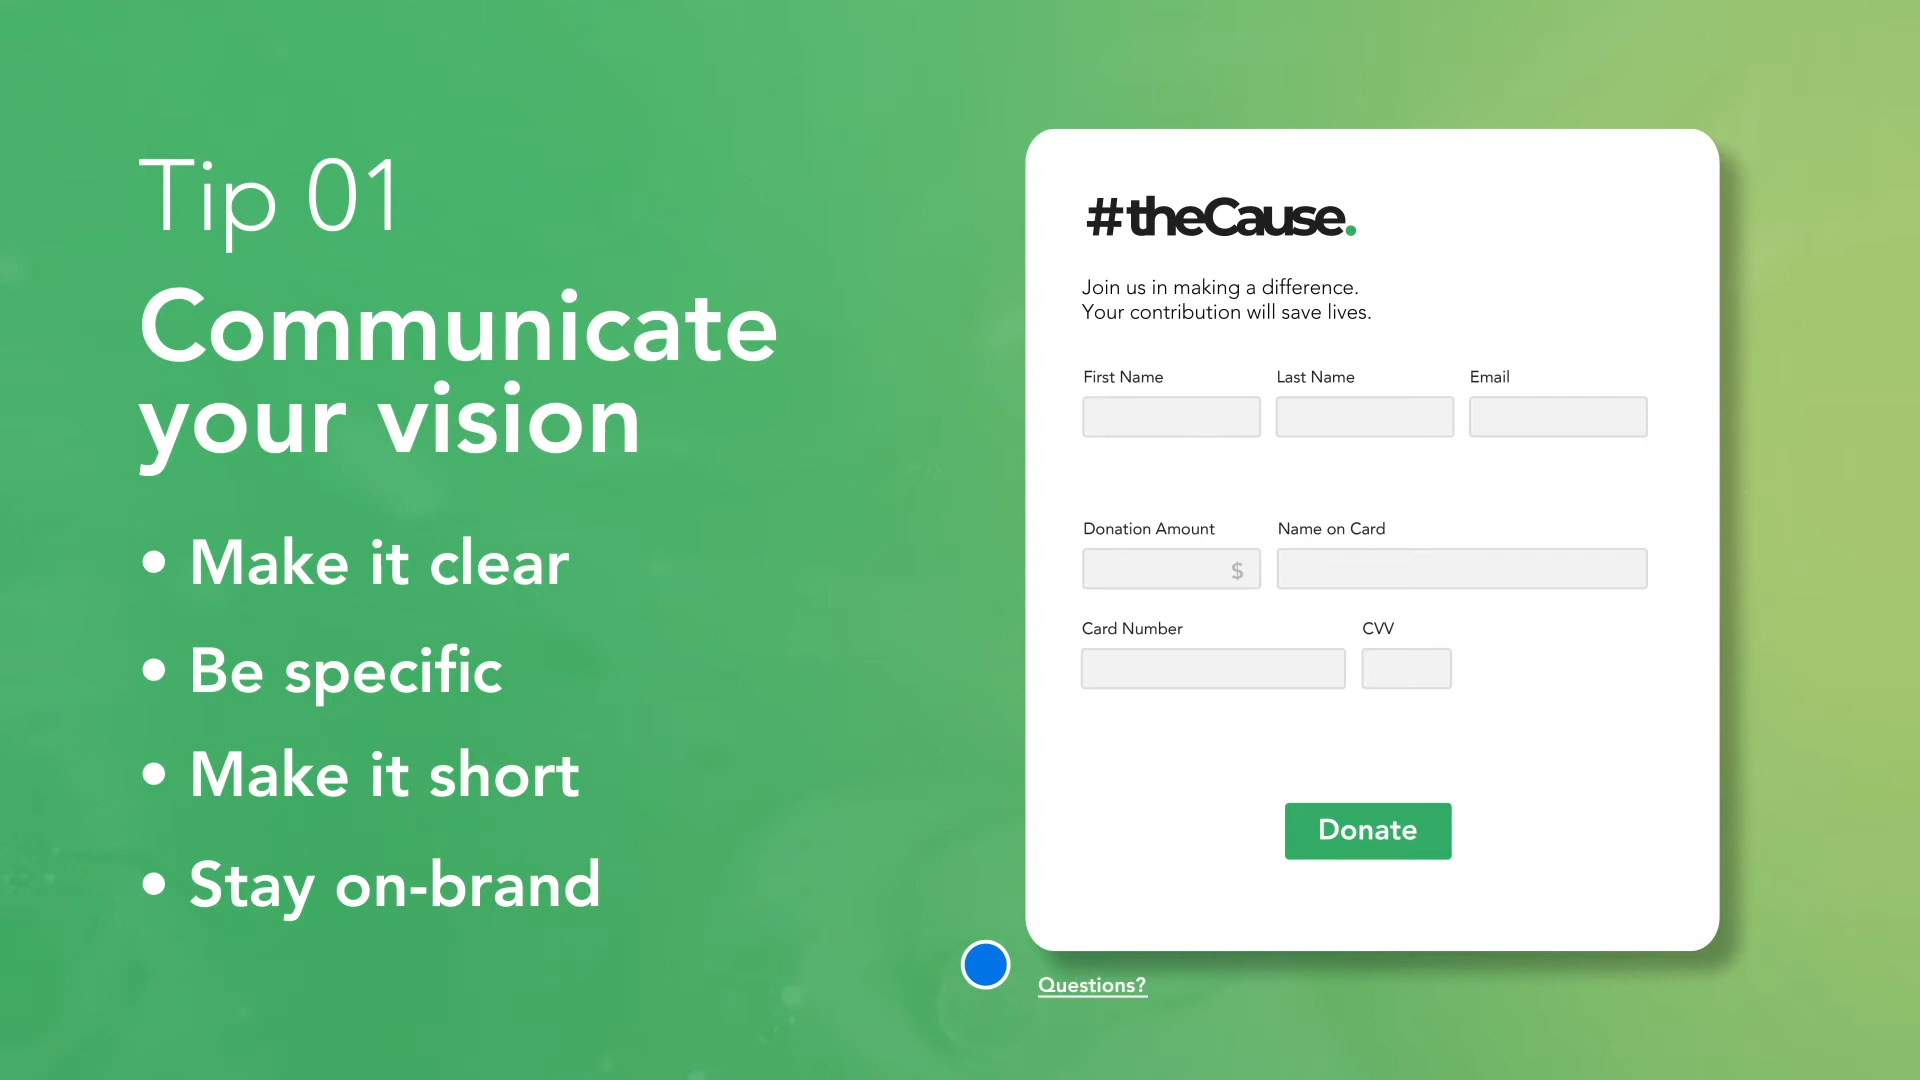 Tip 01
Communicate
your vision
• Make it clear
• Be specific
• Make it short
• Stay on-brand
#theCause.
Join us in making a difference.
Your contribution will save lives.
First Name Last Name Email
Donation Amount Name on Card
$
Card Number CVV
Donate
Questions?